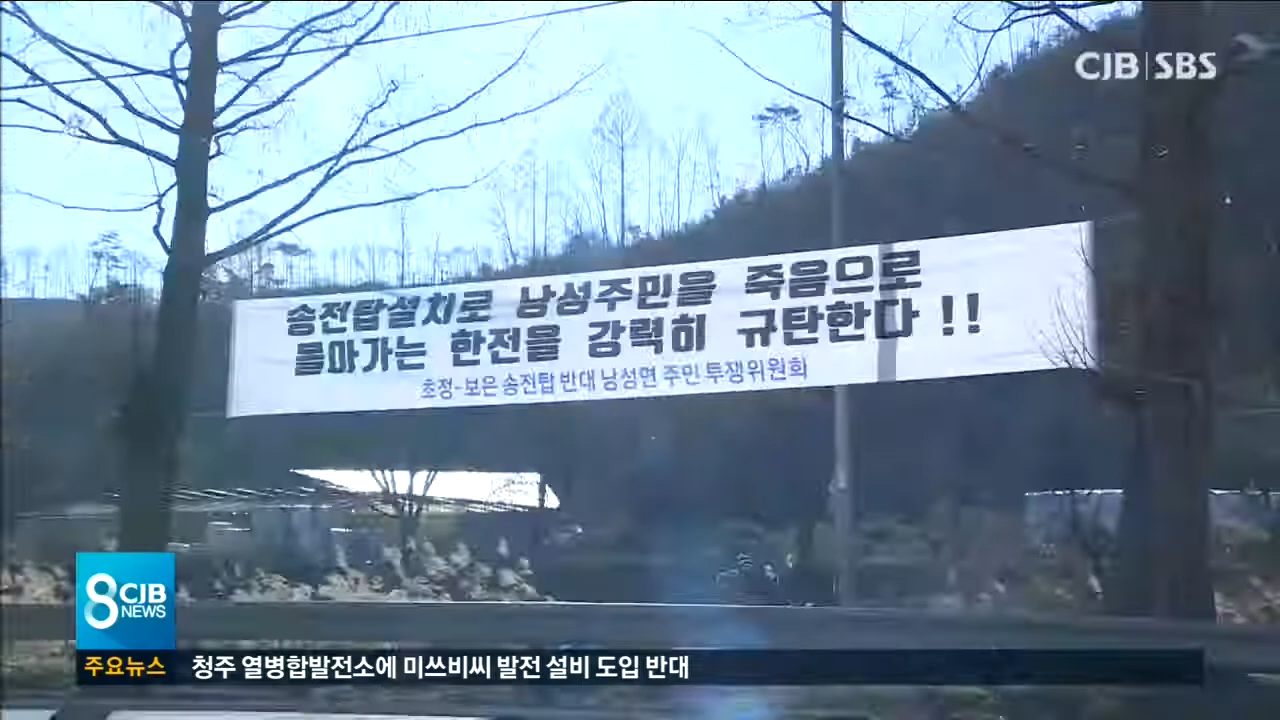 CJB SBS
송전탑설치로 낭성주민을 죽음으로
몰아가는 한전을 강력히 규탄한다 !!
초정-보은 송전탑 반대 낭성면 주민 투쟁위원회
8 CJB
NEWS
주요뉴스 청주 열병합발전소에 미쓰비씨 발전 설비 도입 반대